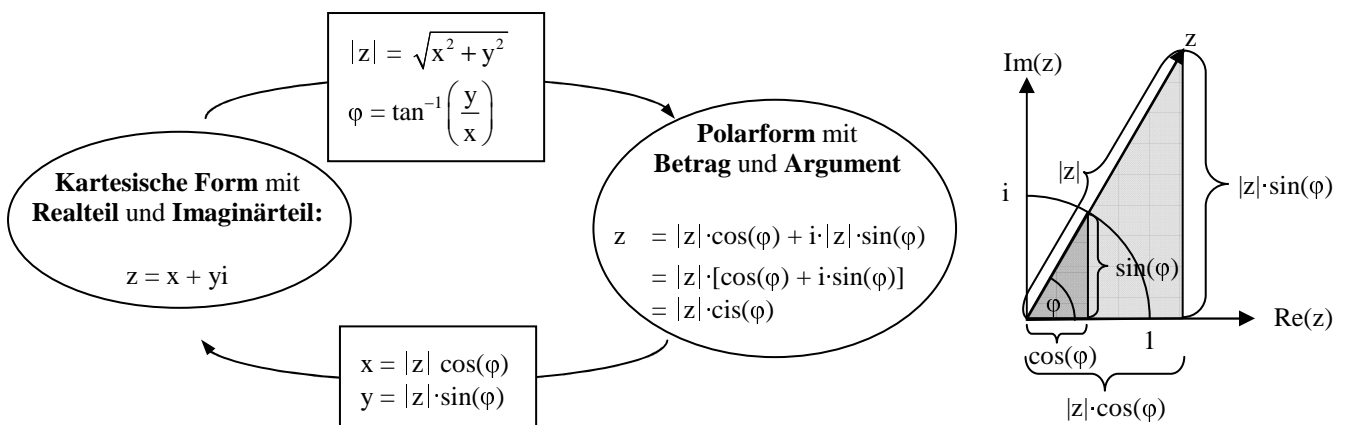 |z| = √(x² + y²)
φ = tan⁻¹(y/x)
Kartesische Form mit
Realteil und Imaginärteil:
z = x + yi
Polarform mit
Betrag und Argument
z = |z|·cos(φ) + i·|z|·sin(φ)
= |z|·[cos(φ) + i·sin(φ)]
= |z|·cis(φ)
x = |z| cos(φ)
y = |z|·sin(φ)
z
Im(z)
|z|
|z|·sin(φ)
i
sin(φ)
φ
Re(z)
1
cos(φ)
|z|·cos(φ)